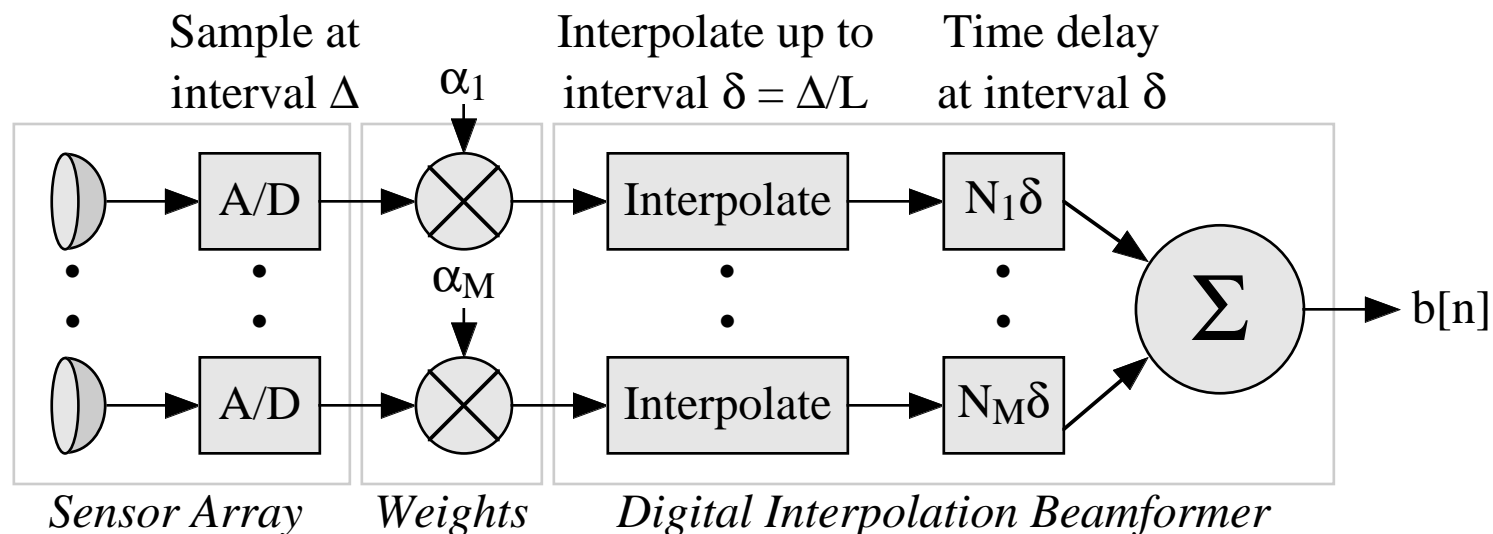 Sample at
interval Δ
α1
Interpolate up to
interval δ = Δ/L
Time delay
at interval δ
A/D
Interpolate
N1δ
αM
Σ
b[n]
A/D
Interpolate
NMδ
Sensor Array
Weights
Digital Interpolation Beamformer